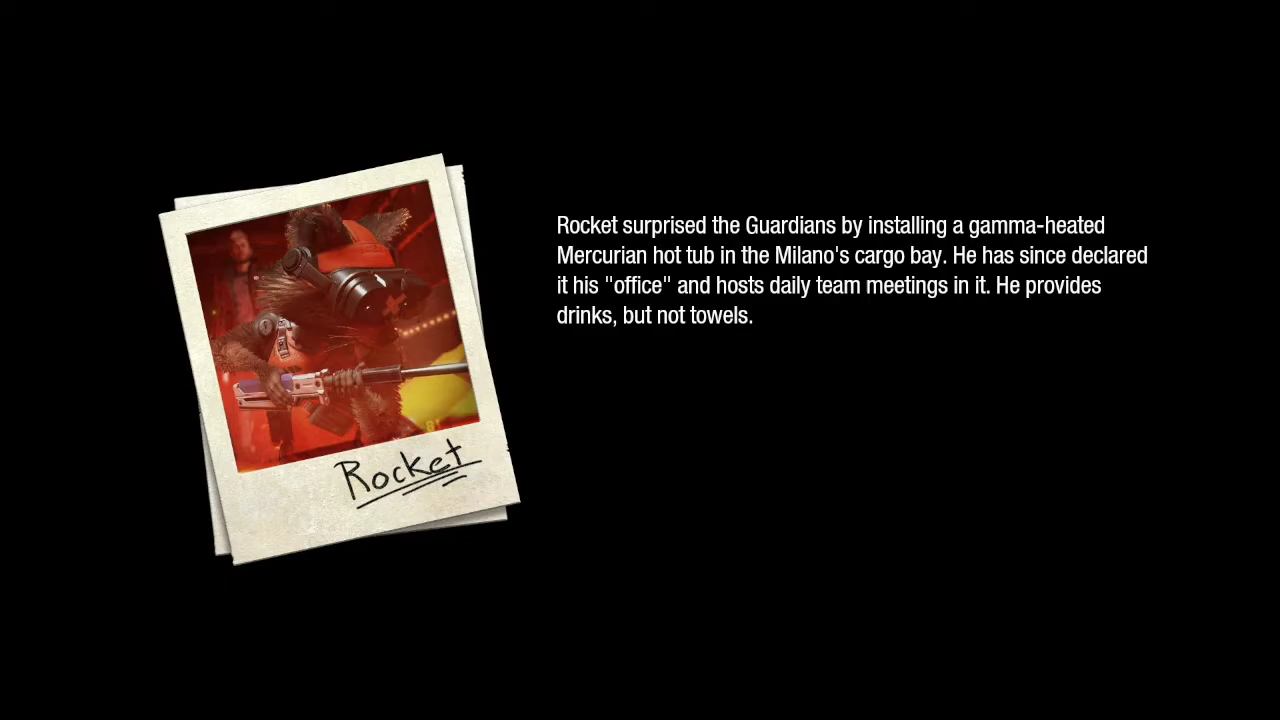 Rocket surprised the Guardians by installing a gamma-heated
Mercurian hot tub in the Milano's cargo bay. He has since declared
it his "office" and hosts daily team meetings in it. He provides
drinks, but not towels.
Rocket